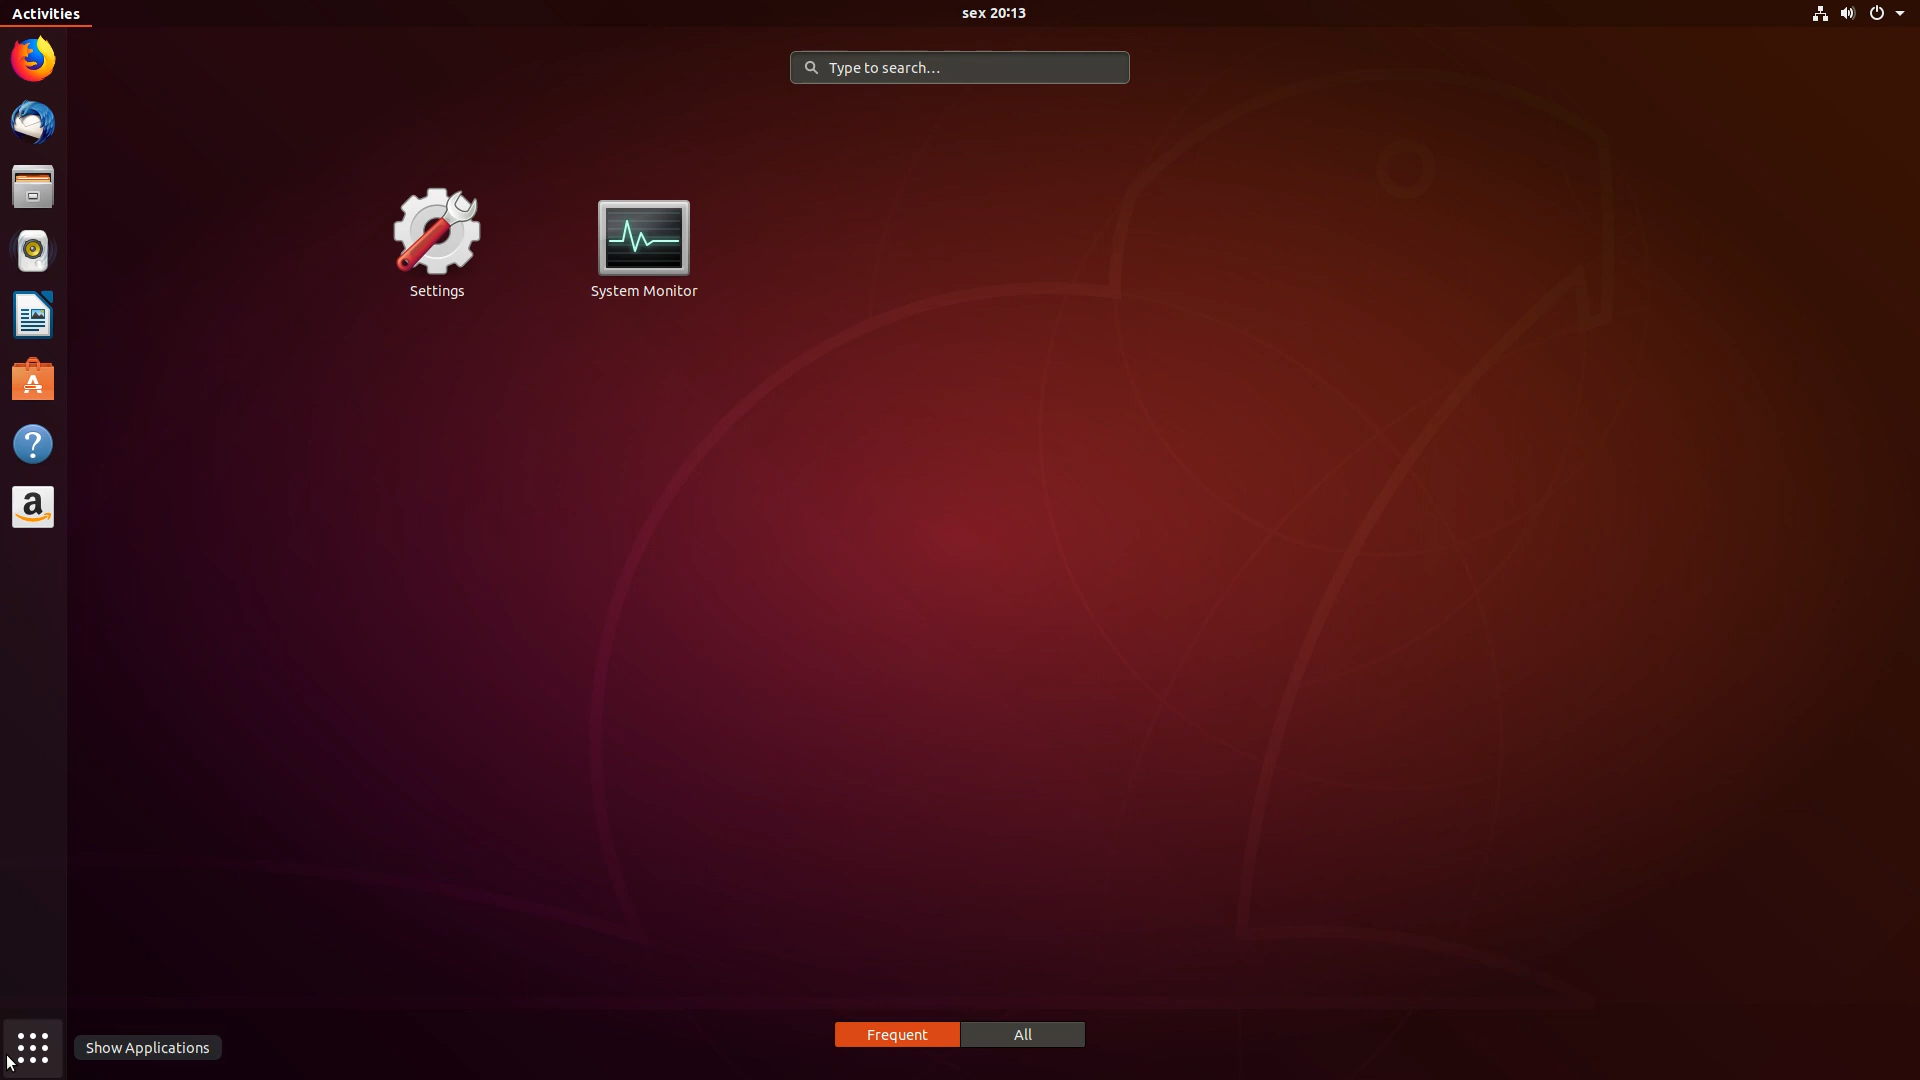 Activities
sex 20:13
Type to search...
Settings
System Monitor
Frequent
All
Show Applications